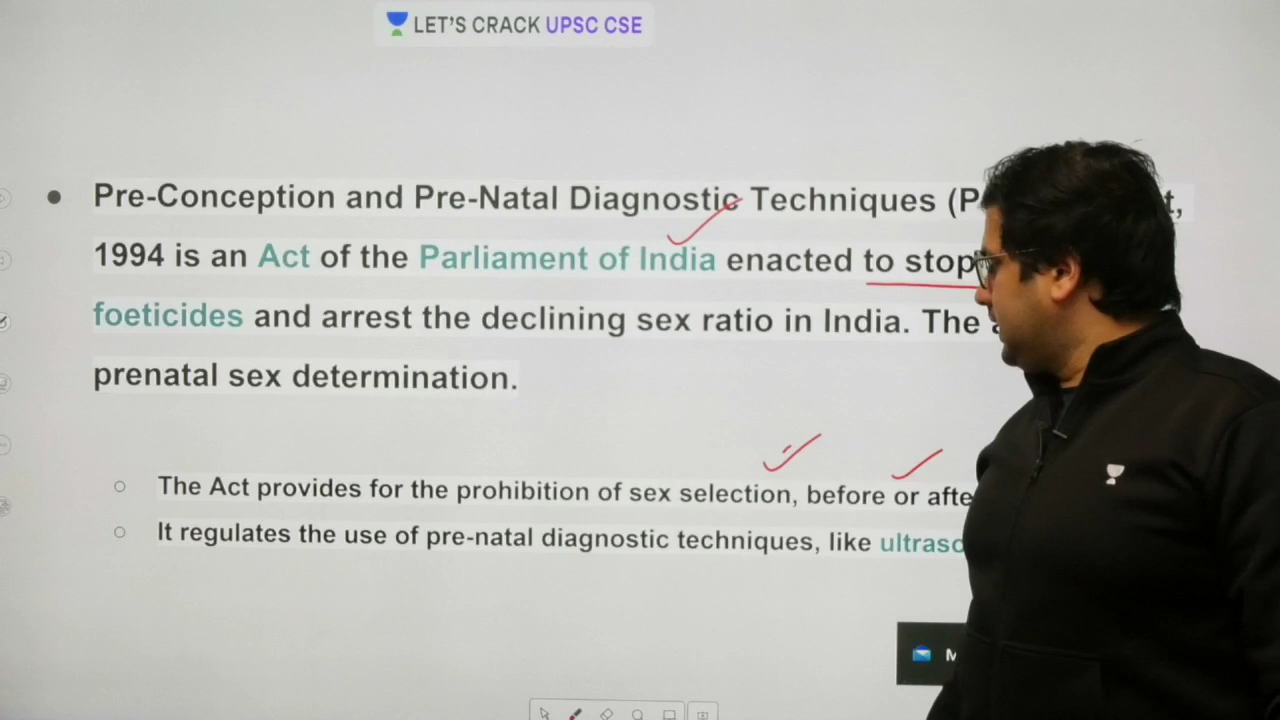 LET'S CRACK UPSC CSE
Pre-Conception and Pre-Natal Diagnostic Techniques (P t,
1994 is an Act of the Parliament of India enacted to stop
foeticides and arrest the declining sex ratio in India. The
prenatal sex determination.
The Act provides for the prohibition of sex selection, before or afte
It regulates the use of pre-natal diagnostic techniques, like ultraso
M